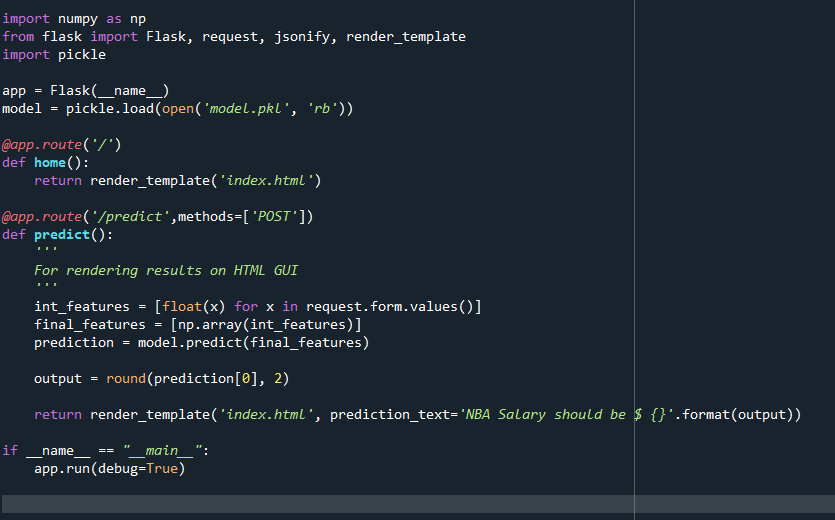 import numpy as np
from flask import Flask, request, jsonify, render_template
import pickle

app = Flask(__name__)
model = pickle.load(open('model.pkl', 'rb'))

@app.route('/')
def home():
    return render_template('index.html')

@app.route('/predict',methods=['POST'])
def predict():
    '''
    For rendering results on HTML GUI
    '''
    int_features = [float(x) for x in request.form.values()]
    final_features = [np.array(int_features)]
    prediction = model.predict(final_features)

    output = round(prediction[0], 2)

    return render_template('index.html', prediction_text='NBA Salary should be $ {}'.format(output))

if __name__ == "__main__":
    app.run(debug=True)